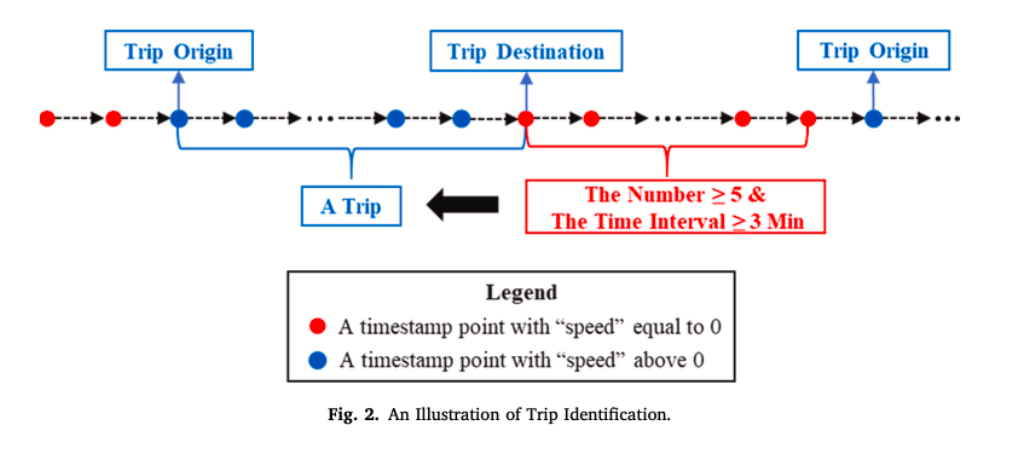 Trip Origin
Trip Destination
Trip Origin
A Trip
The Number ≥ 5 &
The Time Interval ≥ 3 Min
Legend
A timestamp point with “speed” equal to 0
A timestamp point with “speed” above 0
Fig. 2. An Illustration of Trip Identification.